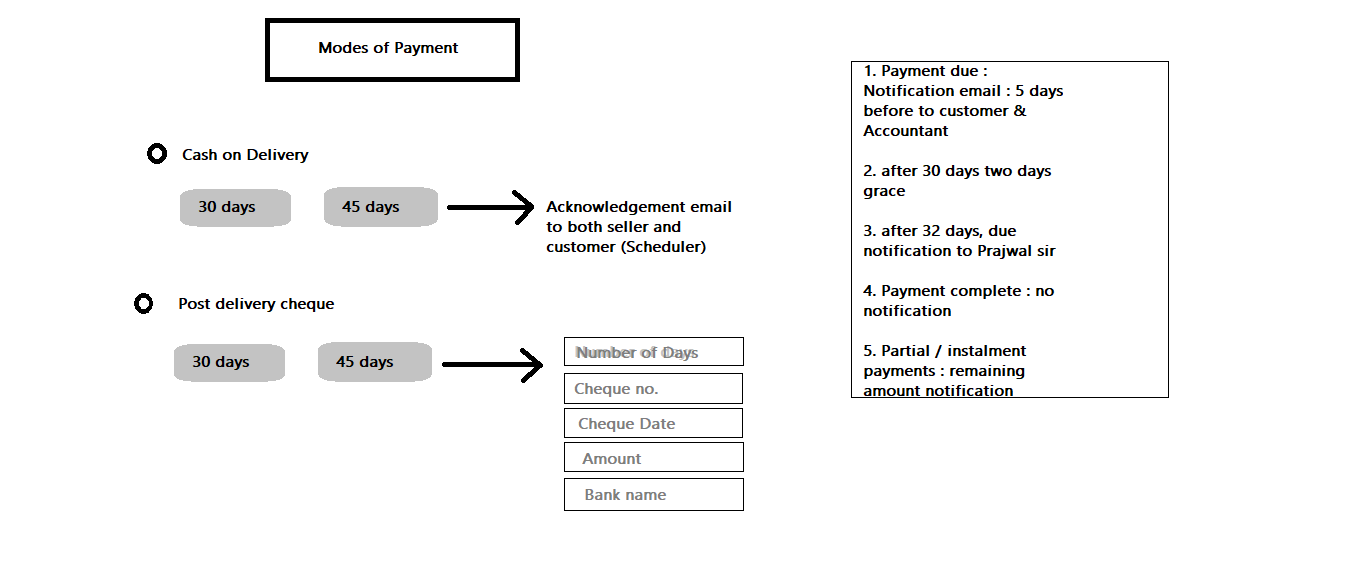 Modes of Payment
Cash on Delivery
30 days
45 days
Acknowledgement email
to both seller and
customer (Scheduler)
Post delivery cheque
30 days
45 days
Number of Days
Cheque no.
Cheque Date
Amount
Bank name
1. Payment due :
Notification email : 5 days
before to customer &
Accountant
2. after 30 days two days
grace
3. after 32 days, due
notification to Prajwal sir
4. Payment complete : no
notification
5. Partial / instalment
payments : remaining
amount notification